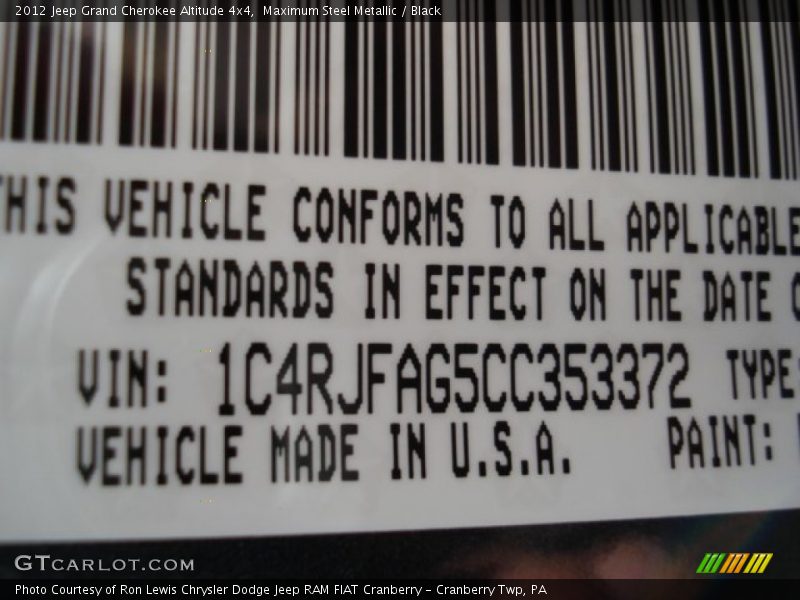 2012 Jeep Grand Cherokee Altitude 4x4,  Maximum Steel Metallic / Black
THIS VEHICLE CONFORMS TO ALL APPLICABLE
STANDARDS IN EFFECT ON THE DATE
VIN: 1C4RJFAG5CC353372 TYPE:
VEHICLE MADE IN U.S.A. PAINT:
GTCARLOT.COM
Photo Courtesy of Ron Lewis Chrysler Dodge Jeep RAM FIAT Cranberry - Cranberry Twp, PA